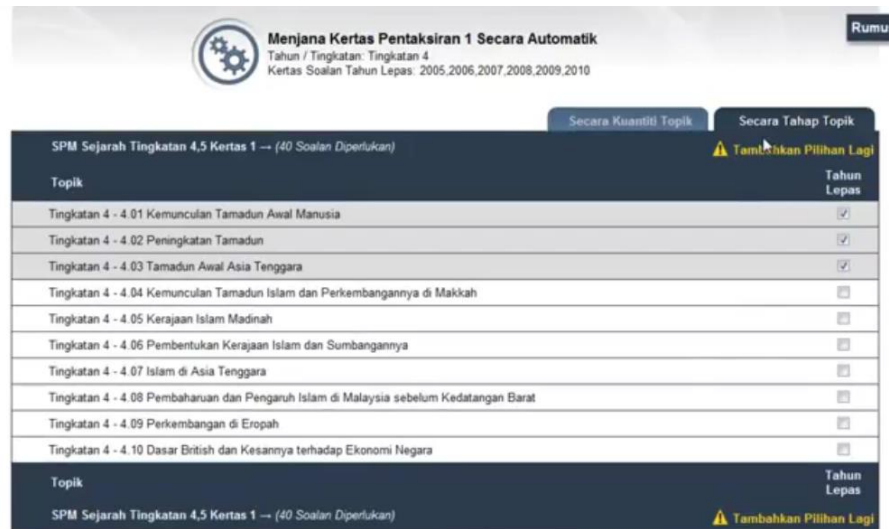 Rumu
Menjana Kertas Pentaksiran 1 Secara Automatik
Tahun / Tingkatan: Tingkatan 4
Kertas Soalan Tahun Lepas: 2005,2006,2007,2008,2009,2010
Secara Kuantiti Topik
Secara Tahap Topik
SPM Sejarah Tingkatan 4,5 Kertas 1 → (40 Soalan Diperlukan)
Tambahkan Pilihan Lagi
Topik
Tahun
Lepas
Tingkatan 4 - 4.01 Kemunculan Tamadun Awal Manusia
Tingkatan 4 - 4.02 Peningkatan Tamadun
Tingkatan 4 - 4.03 Tamadun Awal Asia Tenggara
Tingkatan 4 - 4.04 Kemunculan Tamadun Islam dan Perkembangannya di Makkah
Tingkatan 4 - 4.05 Kerajaan Islam Madinah
Tingkatan 4 - 4.06 Pembentukan Kerajaan Islam dan Sumbangannya
Tingkatan 4 - 4.07 Islam di Asia Tenggara
Tingkatan 4 - 4.08 Pembaharuan dan Pengaruh Islam di Malaysia sebelum Kedatangan Barat
Tingkatan 4 - 4.09 Perkembangan di Eropah
Tingkatan 4 - 4.10 Dasar British dan Kesannya terhadap Ekonomi Negara
Topik
Tahun
Lepas
SPM Sejarah Tingkatan 4,5 Kertas 1 → (40 Soalan Diperlukan)
Tambahkan Pilihan Lagi